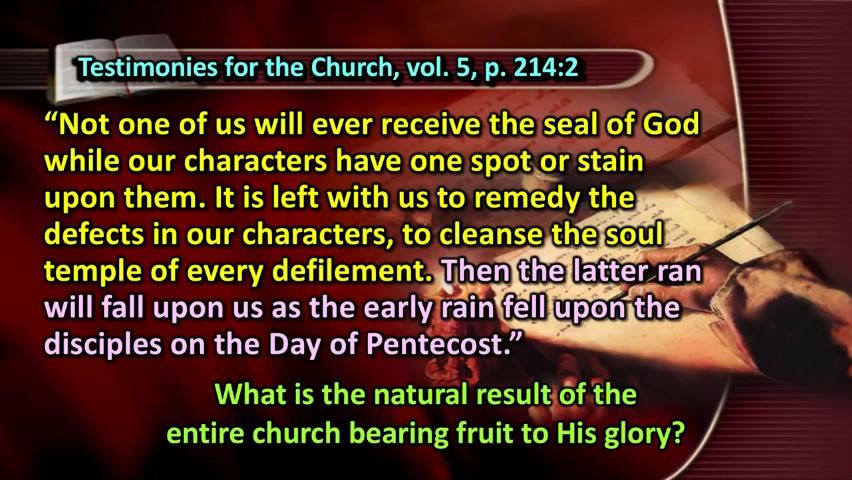 Testimonies for the Church, vol. 5, p. 214:2
“Not one of us will ever receive the seal of God
while our characters have one spot or stain
upon them. It is left with us to remedy the
defects in our characters, to cleanse the soul
temple of every defilement. Then the latter ran
will fall upon us as the early rain fell upon the
disciples on the Day of Pentecost.”
What is the natural result of the
entire church bearing fruit to His glory?